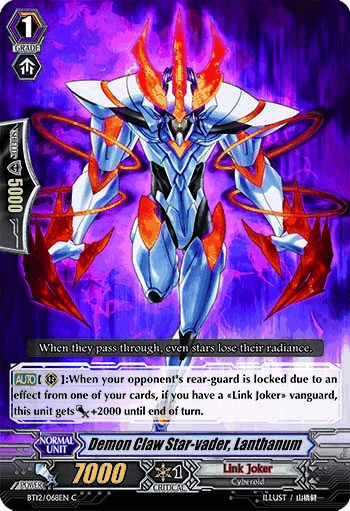 1
GRADE
SHIELD
5000
When they pass through, even stars lose their radiance.
AUTO [ ]:When your opponent's rear-guard is locked due to an
effect from one of your cards, if you have a «Link Joker» vanguard,
this unit gets +2000 until end of turn.
NORMAL
UNIT
Demon Claw Star-vader, Lanthanum
POWER
7000
1
CRITICAL
Link Joker
Cyberoid
BT12/068EN C
ILLUST / 山橋健一